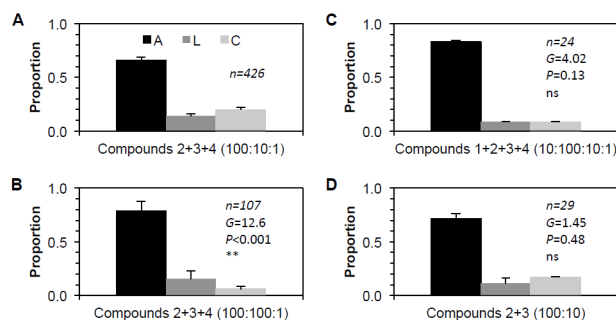 A
1.0
A L C
n=426
0.5
0.0
Proportion
Compounds 2+3+4 (100:10:1)
B
1.0
n=107
G=12.6
P<0.001
**
0.5
0.0
Proportion
Compounds 2+3+4 (100:100:1)
C
1.0
n=24
G=4.02
P=0.13
ns
0.5
0.0
Proportion
Compounds 1+2+3+4 (10:100:10:1)
D
1.0
n=29
G=1.45
P=0.48
ns
0.5
0.0
Proportion
Compounds 2+3 (100:10)